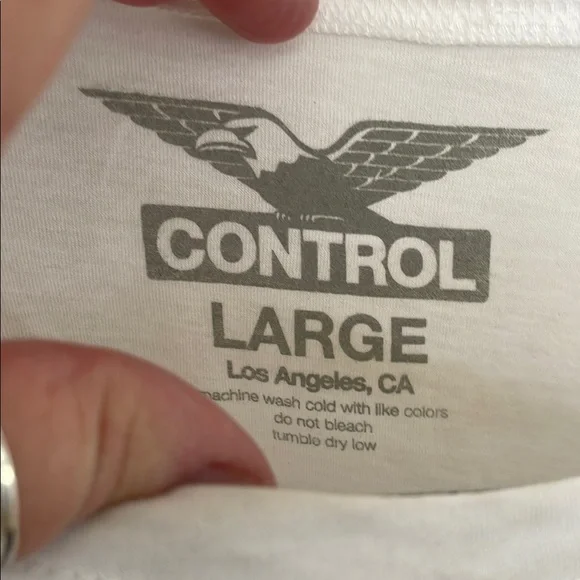 CONTROL
LARGE
Los Angeles, CA
machine wash cold with like colors
do not bleach
tumble dry low